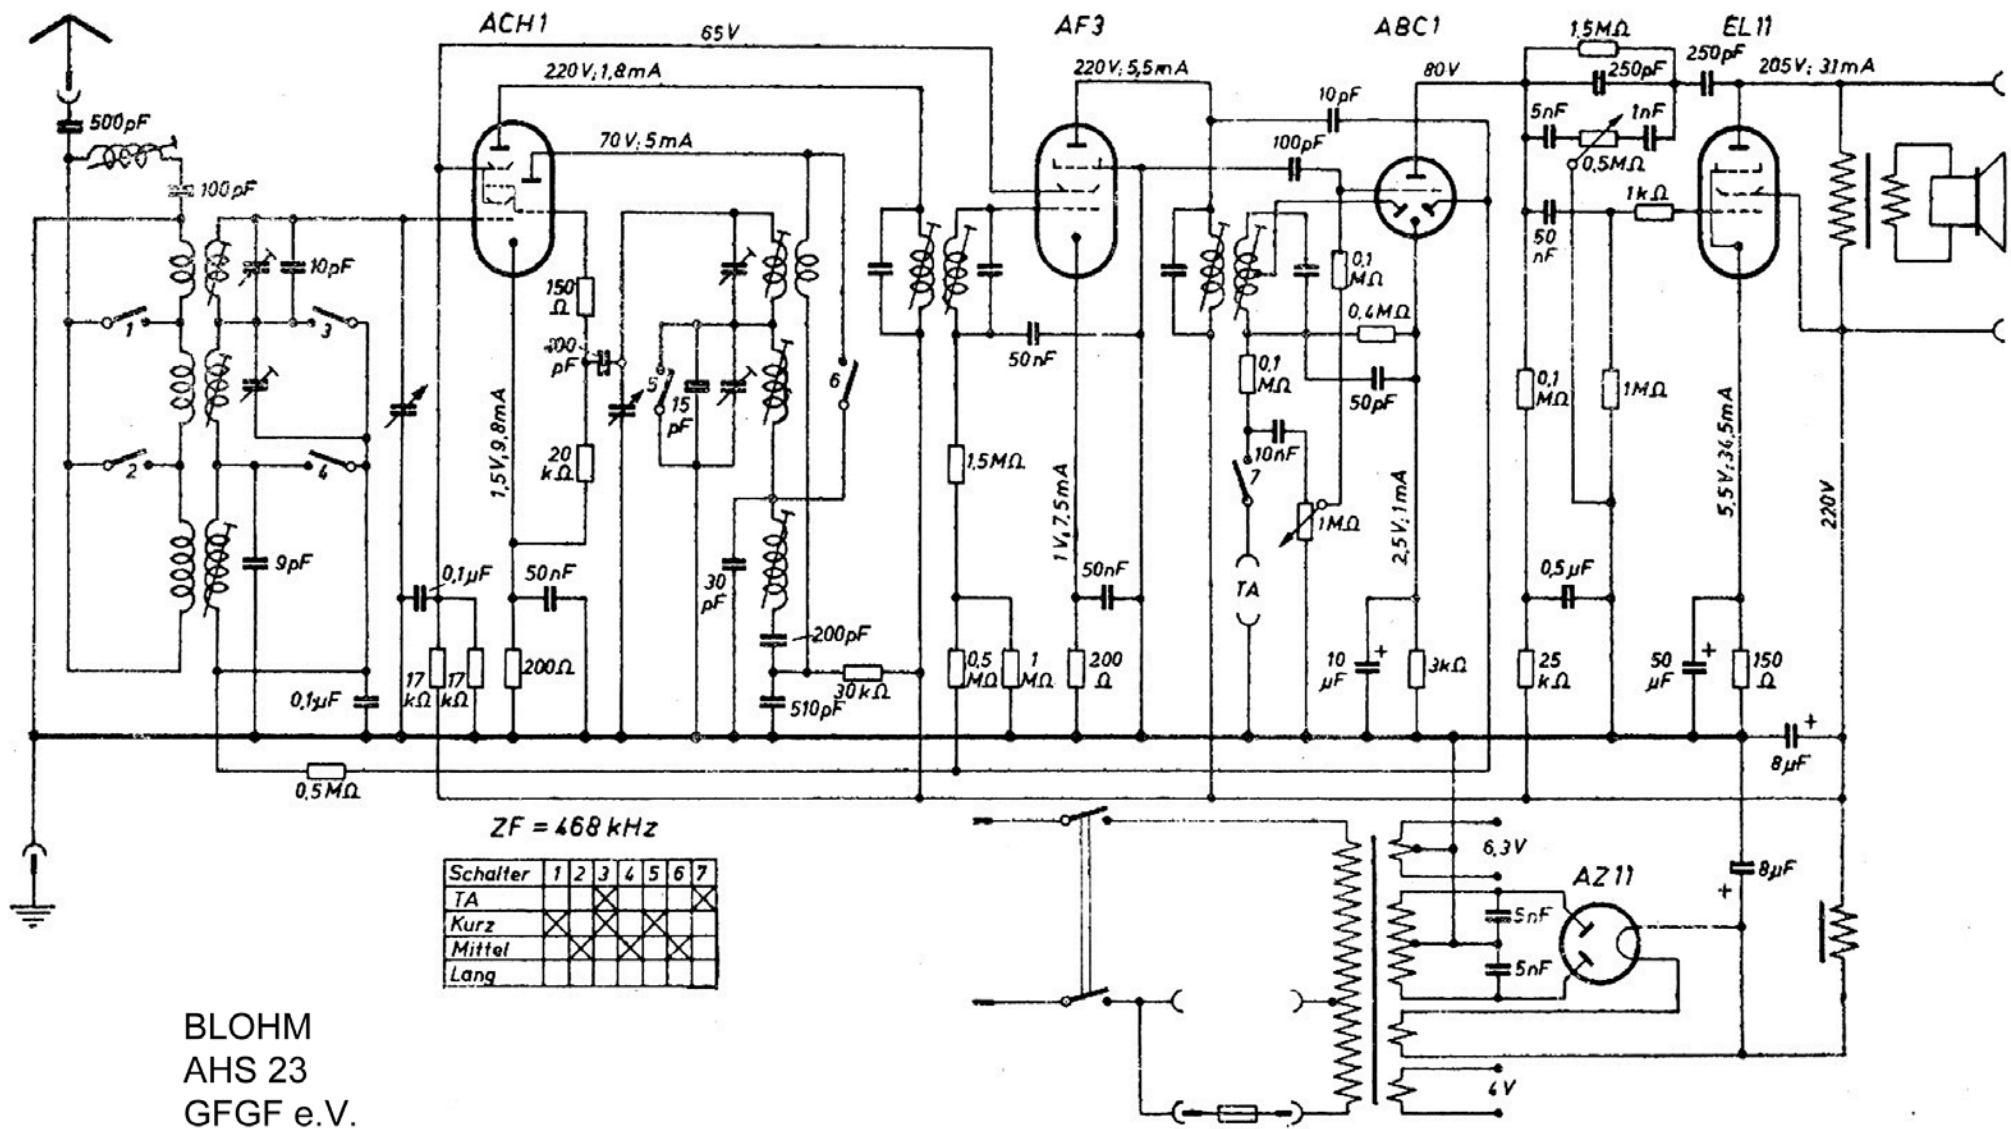 ACH1
AF3
ABC1
EL11
65V
220V; 1,8mA
70V; 5mA
220V; 5,5mA
80V
205V; 31mA
1,5MΩ
250pF
250pF
5nF
1nF
0,5MΩ
1kΩ
50
nF
500pF
100pF
10pF
10pF
100pF
150
Ω
pF
20
kΩ
1,5V; 9,8mA
15
pF
50nF
0,1
MΩ
0,4MΩ
0,1
MΩ
50pF
10nF
1MΩ
0,1
MΩ
1MΩ
1
2
3
4
5
6
7
1,5MΩ
1V; 7,5mA
2,5V; 1mA
5,5V; 36,5mA
220V
9pF
0,1µF
50nF
30
pF
200pF
50nF
TA
0,5µF
0,1µF
17
kΩ
17
kΩ
200Ω
510pF
30kΩ
0,5
MΩ
1
MΩ
200
Ω
10
µF
+
3kΩ
25
kΩ
50
µF
+
150
Ω
+
8µF
0,5MΩ
ZF = 468 kHz
Schalter 1 2 3 4 5 6 7
TA
Kurz
Mittel
Lang
6,3V
AZ11
5nF
5nF
8µF
+
4V
BLOHM
AHS 23
GFGF e.V.